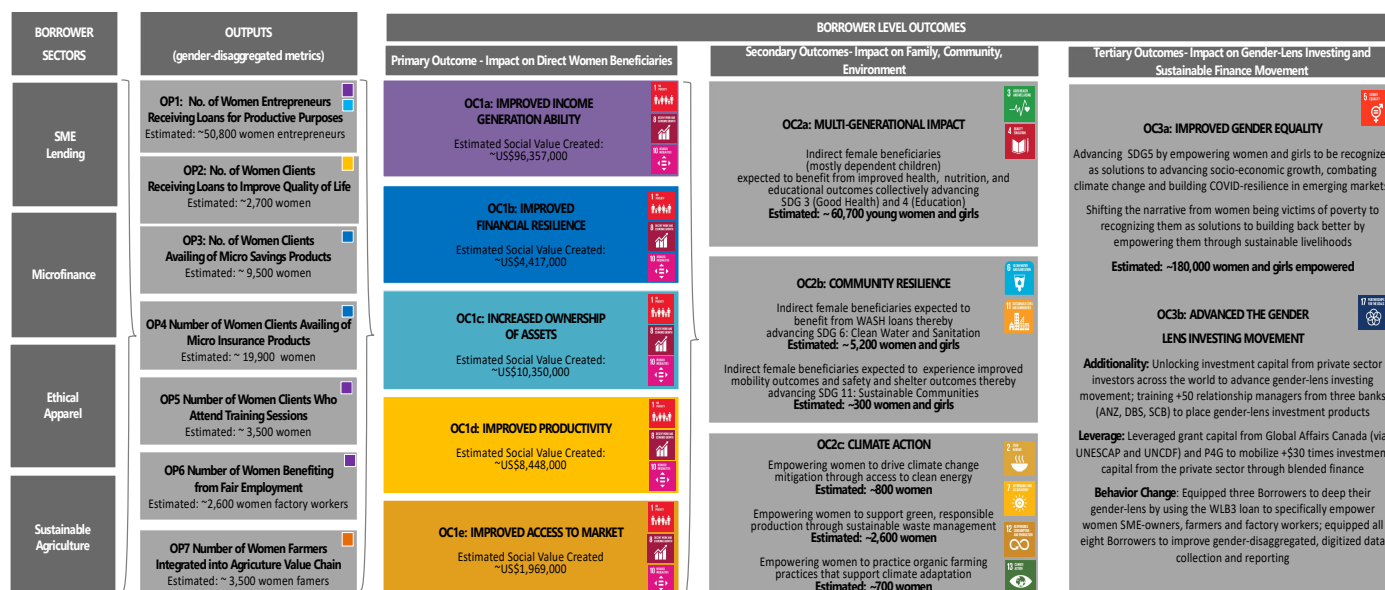 BORROWER
SECTORS
OUTPUTS
(gender-disaggregated metrics)
BORROWER LEVEL OUTCOMES
Primary Outcome - Impact on Direct Women Beneficiaries
Secondary Outcomes- Impact on Family, Community,
Environment
Tertiary Outcomes- Impact on Gender-Lens Investing and
Sustainable Finance Movement
SME
Lending
Microfinance
Ethical
Apparel
Sustainable
Agriculture
OP1: No. of Women Entrepreneurs
Receiving Loans for Productive Purposes
Estimated: ~50,800 women entrepreneurs
OP2: No. of Women Clients
Receiving Loans to Improve Quality of Life
Estimated: ~2,700 women
OP3: No. of Women Clients
Availing of Micro Savings Products
Estimated: ~ 9,500 women
OP4 Number of Women Clients Availing of
Micro Insurance Products
Estimated: ~ 19,900 women
OP5 Number of Women Clients Who
Attend Training Sessions
Estimated: ~ 3,500 women
OP6 Number of Women Benefiting
from Fair Employment
Estimated: ~2,600 women factory workers
OP7 Number of Women Farmers
Integrated into Agricuture Value Chain
Estimated: ~ 3,500 women famers
OC1a: IMPROVED INCOME
GENERATION ABILITY
Estimated Social Value Created:
~US$96,357,000
OC1b: IMPROVED
FINANCIAL RESILIENCE
Estimated Social Value Created:
~US$4,417,000
OC1c: INCREASED OWNERSHIP
OF ASSETS
Estimated Social Value Created:
~US$10,350,000
OC1d: IMPROVED PRODUCTIVITY
Estimated Social Value Created:
~US$8,448,000
OC1e: IMPROVED ACCESS TO MARKET
Estimated Social Value Created
~US$1,969,000
OC2a: MULTI-GENERATIONAL IMPACT
Indirect female beneficiaries
(mostly dependent children)
expected to benefit from improved health, nutrition, and
educational outcomes collectively advancing
SDG 3 (Good Health) and 4 (Education)
Estimated: ~ 60,700 young women and girls
OC2b: COMMUNITY RESILIENCE
Indirect female beneficiaries expected to
benefit from WASH loans thereby
advancing SDG 6: Clean Water and Sanitation
Estimated: ~ 5,200 women and girls
Indirect female beneficiaries expected to experience improved
mobility outcomes and safety and shelter outcomes thereby
advancing SDG 11: Sustainable Communities
Estimated: ~300 women and girls
OC2c: CLIMATE ACTION
Empowering women to drive climate change
mitigation through access to clean energy
Estimated: ~800 women
Empowering women to support green, responsible
production through sustainable waste management
Estimated: ~2,600 women
Empowering women to practice organic farming
practices that support climate adaptation
Estimated: ~700 women
OC3a: IMPROVED GENDER EQUALITY
Advancing SDG5 by empowering women and girls to be recognize
as solutions to advancing socio-economic growth, combating
climate change and building COVID-resilience in emerging market
Shifting the narrative from women being victims of poverty to
recognizing them as solutions to building back better by
empowering them through sustainable livelihoods
Estimated: ~180,000 women and girls empowered
OC3b: ADVANCED THE GENDER
LENS INVESTING MOVEMENT
Additionality: Unlocking investment capital from private sector
investors across the world to advance gender-lens investing
movement; training +50 relationship managers from three banks
(ANZ, DBS, SCB) to place gender-lens investment products
Leverage: Leveraged grant capital from Global Affairs Canada (via
UNESCAP and UNCDF) and P4G to mobilize +$30 times investmen
capital from the private sector through blended finance
Behavior Change: Equipped three Borrowers to deep their
gender-lens by using the WLB3 loan to specifically empower
women SME-owners, farmers and factory workers; equipped all
eight Borrowers to improve gender-disaggregated, digitized data
collection and reporting